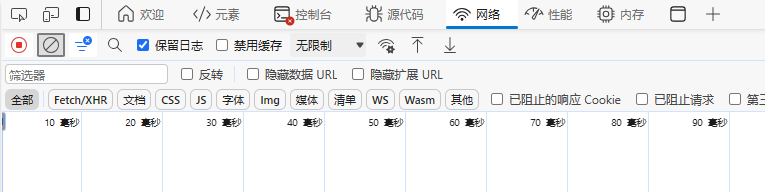 欢迎 元素 控制台 源代码 网络 性能 内存 应用
保留日志 禁用缓存 无限制
筛选器 反转 隐藏数据 URL 隐藏扩展 URL
全部 Fetch/XHR 文档 CSS JS 字体 Img 媒体 清单 WS Wasm 其他 已阻止的响应 Cookie 已阻止请求 第三
10 毫秒 20 毫秒 30 毫秒 40 毫秒 50 毫秒 60 毫秒 70 毫秒 80 毫秒 90 毫秒